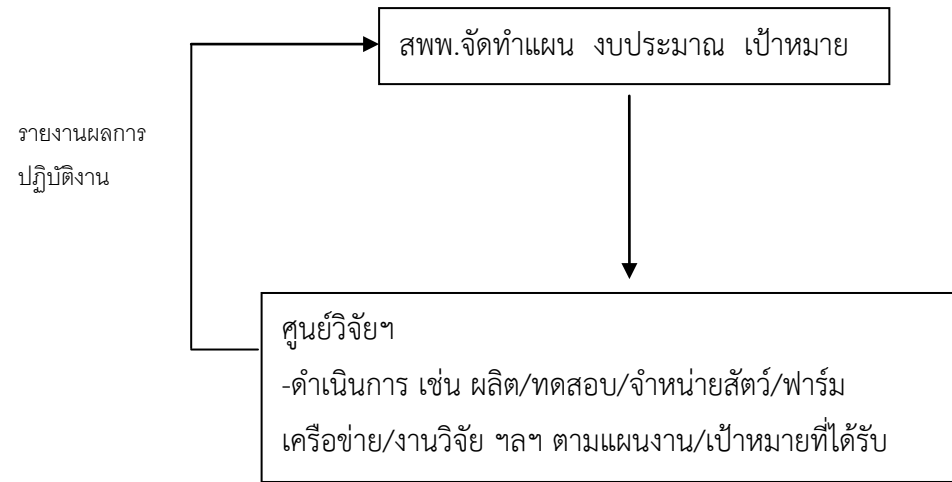 สพพ.จัดทำแผน งบประมาณ เป้าหมาย
รายงานผลการ
ปฏิบัติงาน
ศูนย์วิจัยฯ
-ดำเนินการ เช่น ผลิต/ทดสอบ/จำหน่ายสัตว์/ฟาร์ม
เครือข่าย/งานวิจัย ฯลฯ ตามแผนงาน/เป้าหมายที่ได้รับ